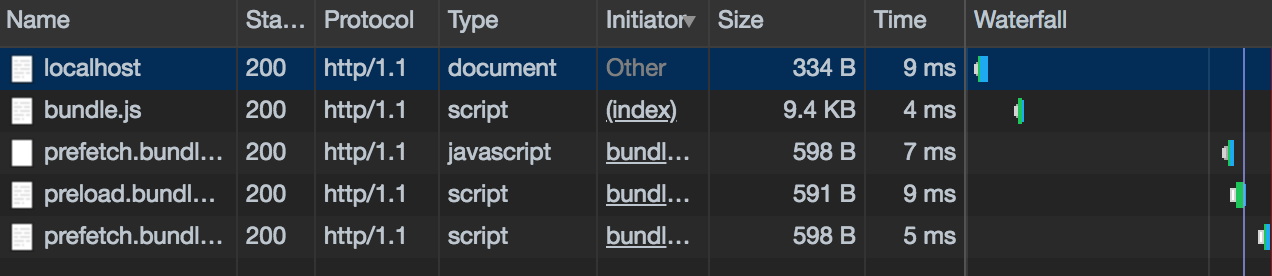 Name Sta... Protocol Type Initiator Size Time Waterfall
localhost 200 http/1.1 document Other 334 B 9 ms
bundle.js 200 http/1.1 script (index) 9.4 KB 4 ms
prefetch.bundl... 200 http/1.1 javascript bundl... 598 B 7 ms
preload.bundl... 200 http/1.1 script bundl... 591 B 9 ms
prefetch.bundl... 200 http/1.1 script bundl... 598 B 5 ms